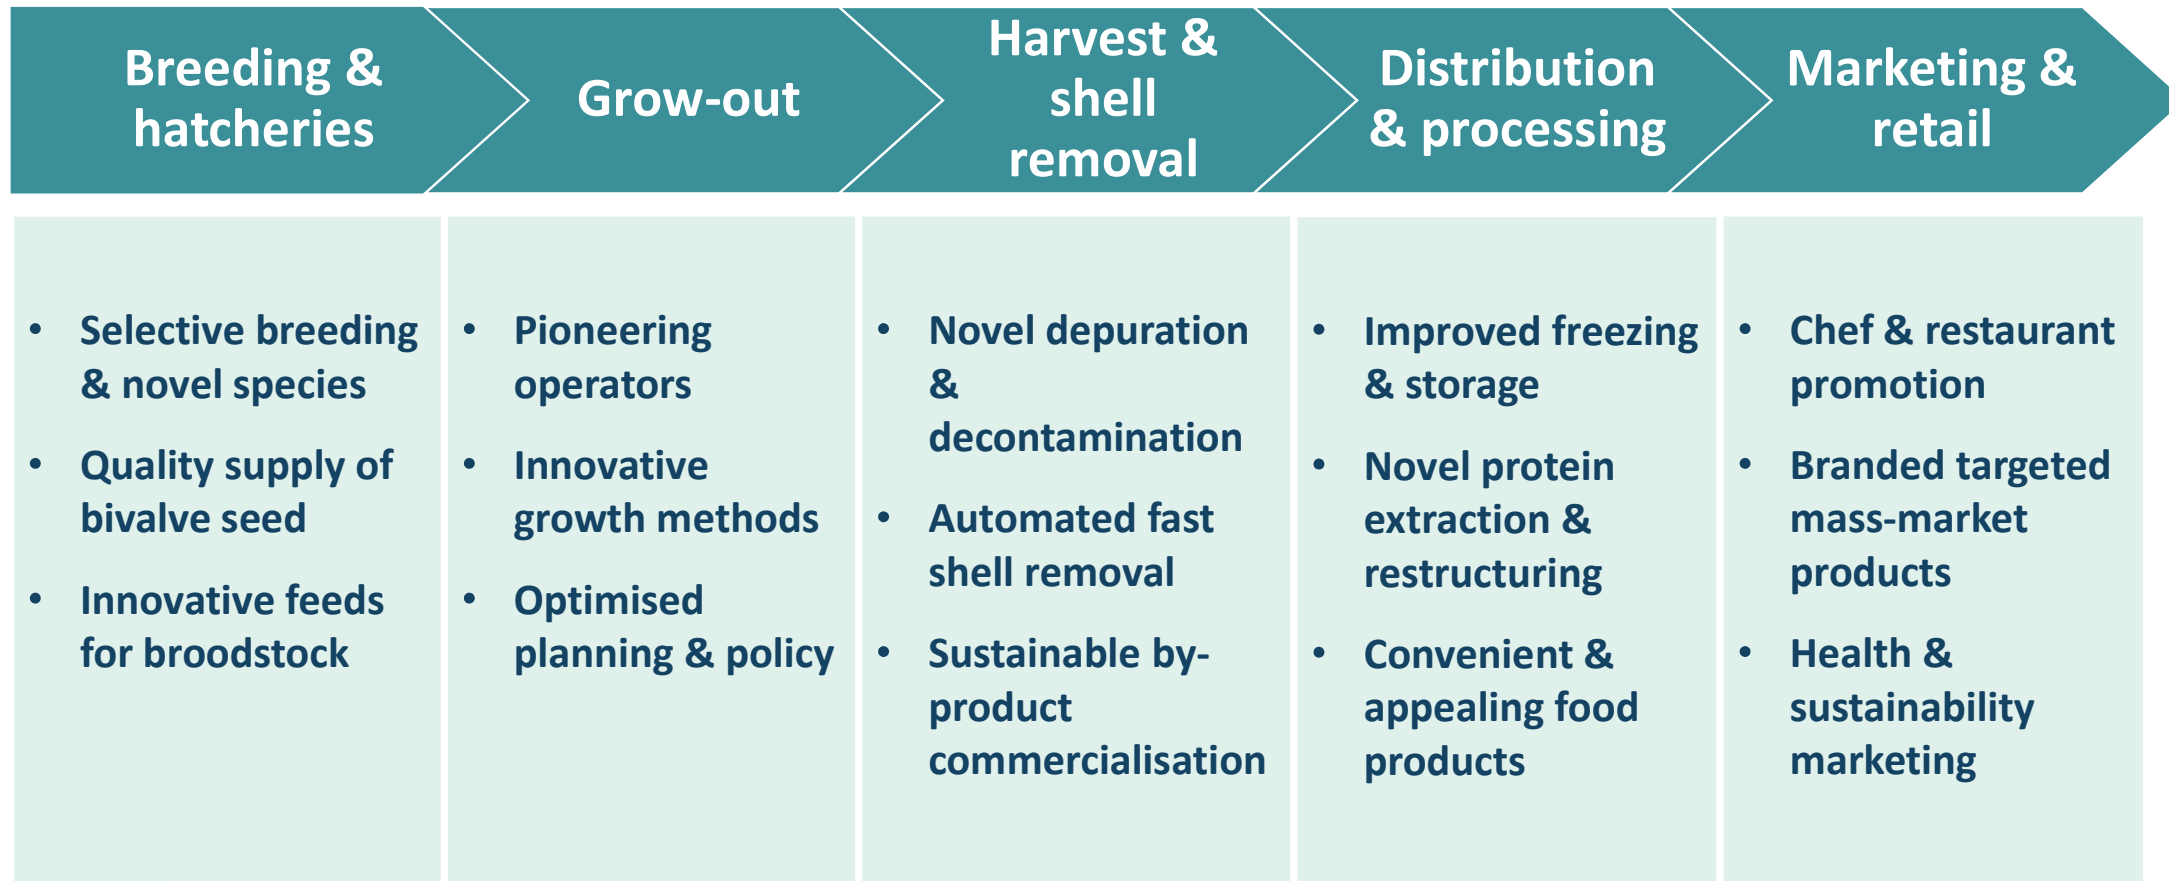 Breeding &
hatcheries
Grow-out
Harvest &
shell
removal
Distribution
& processing
Marketing &
retail
• Selective breeding
& novel species
• Quality supply of
bivalve seed
• Innovative feeds
for broodstock
• Pioneering
operators
• Innovative
growth methods
• Optimised
planning & policy
• Novel depuration
&
decontamination
• Automated fast
shell removal
• Sustainable by-
product
commercialisation
• Improved freezing
& storage
• Novel protein
extraction &
restructuring
• Convenient &
appealing food
products
• Chef & restaurant
promotion
• Branded targeted
mass-market
products
• Health &
sustainability
marketing